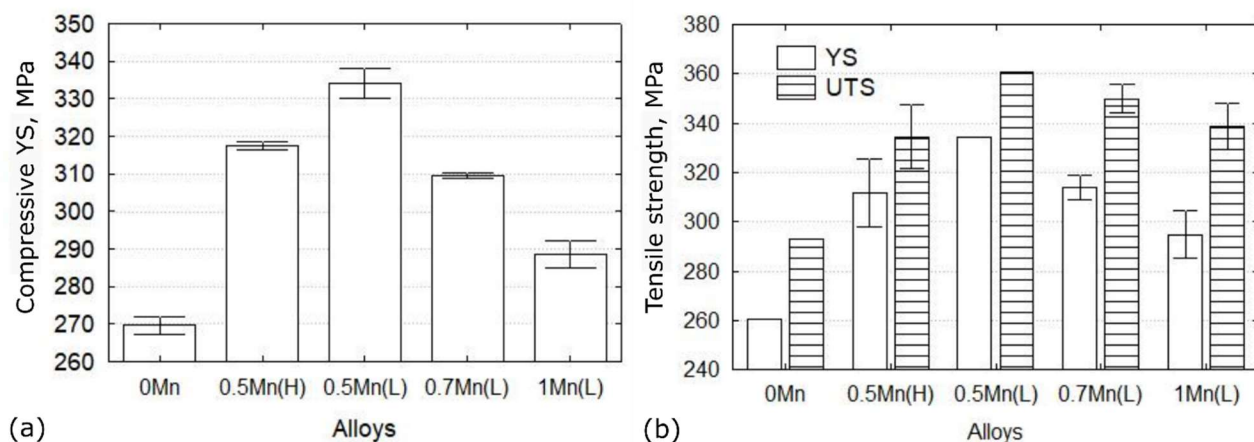 Compressive YS, MPa
350
340
330
320
310
300
290
280
270
260
0Mn 0.5Mn(H) 0.5Mn(L) 0.7Mn(L) 1Mn(L)
Alloys
(a)
Tensile strength, MPa
380
360
340
320
300
280
260
240
YS
UTS
0Mn 0.5Mn(H) 0.5Mn(L) 0.7Mn(L) 1Mn(L)
Alloys
(b)